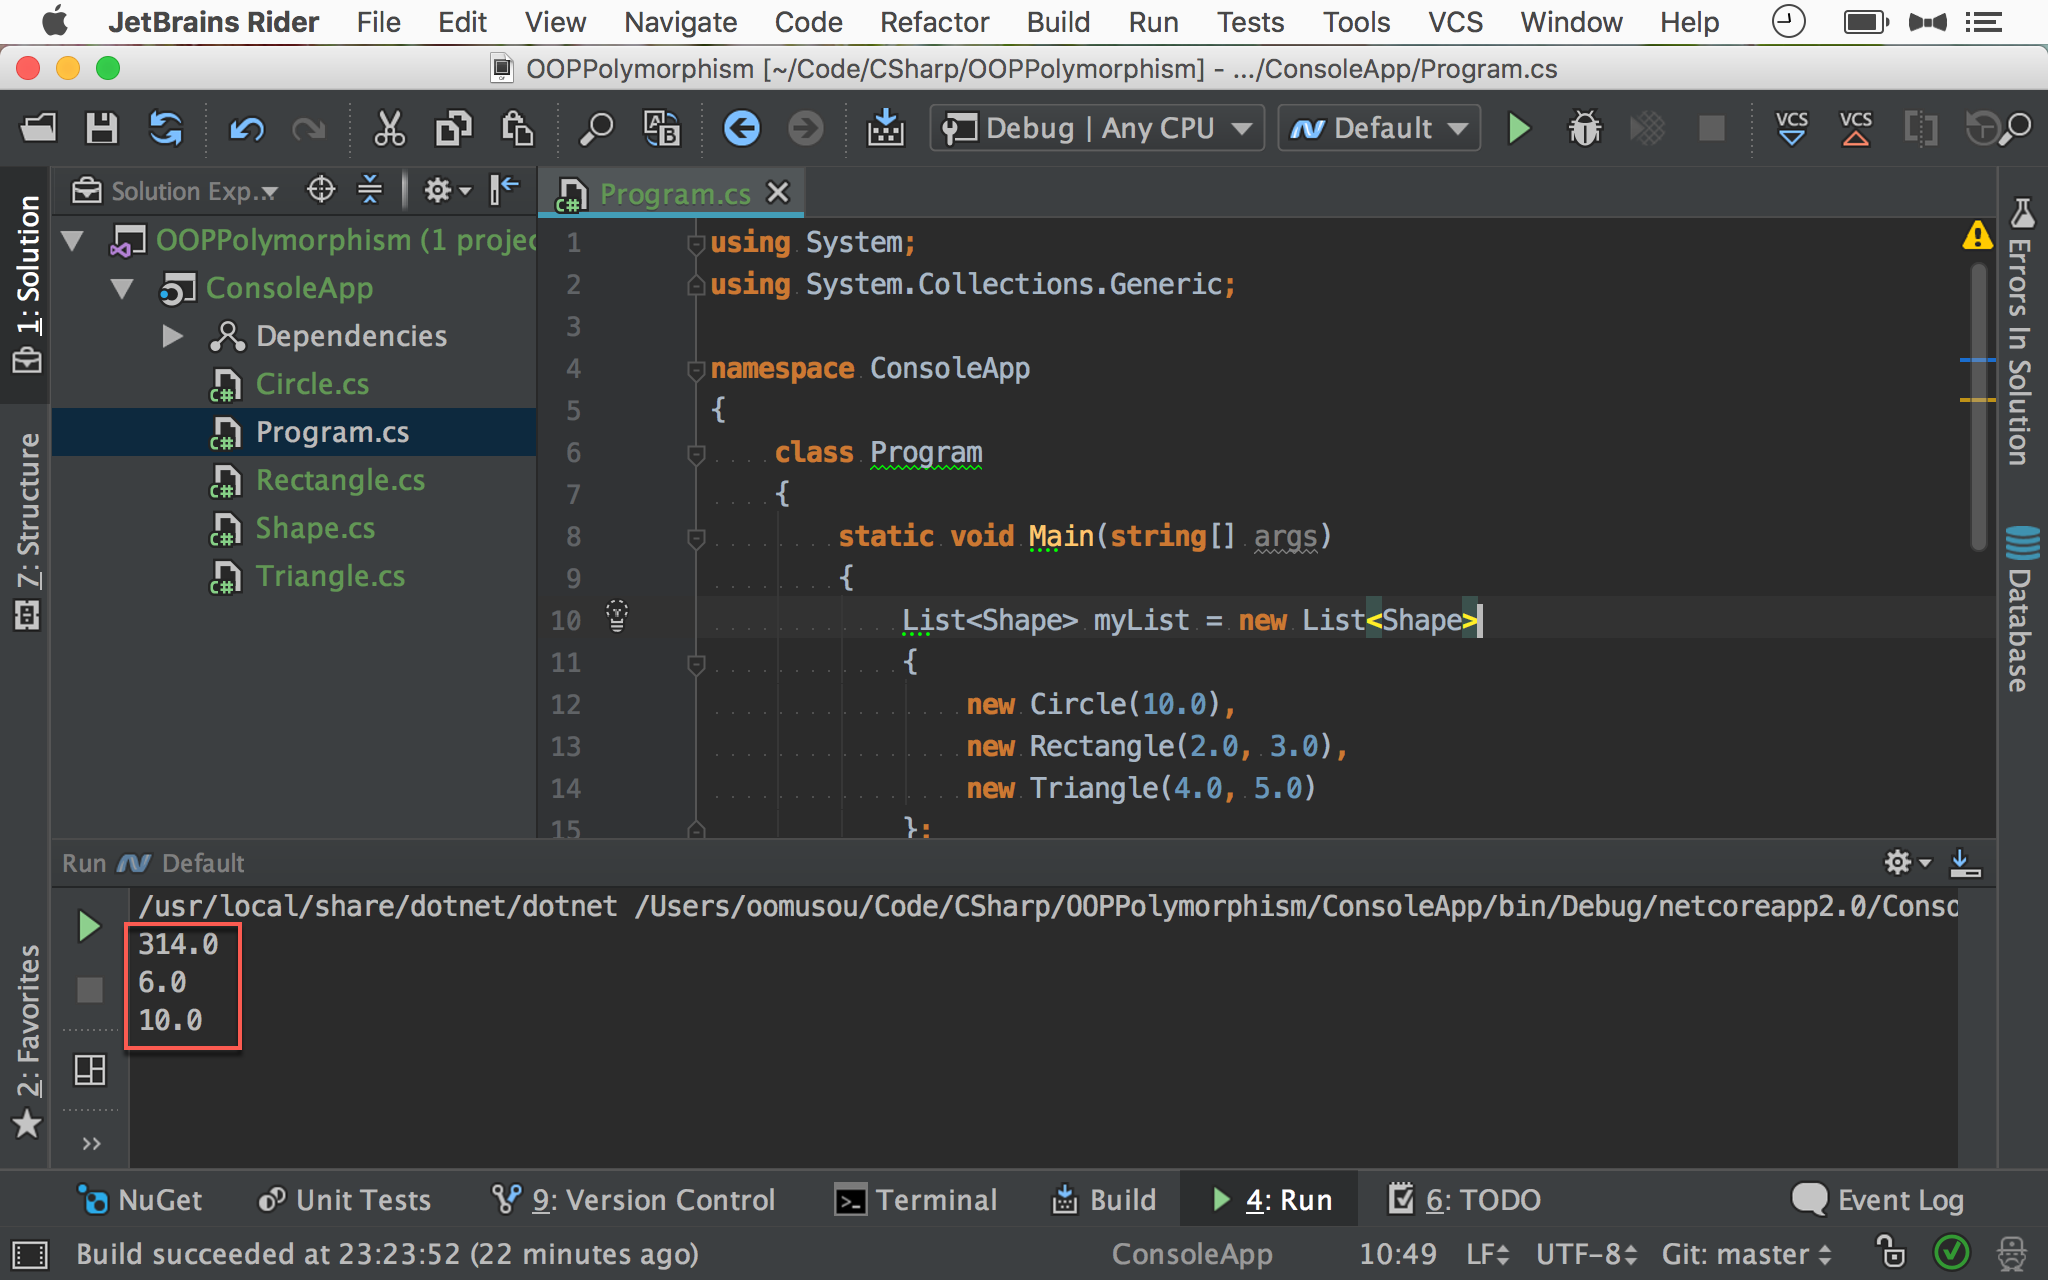 JetBrains Rider File Edit View Navigate Code Refactor Build Run Tests Tools VCS Window Help
OOPPolymorphism [~/Code/CSharp/OOPPolymorphism] - .../ConsoleApp/Program.cs
Debug | Any CPU Default VCS VCS
Solution Exp...
Program.cs
1: Solution
7: Structure
2: Favorites
OOPPolymorphism (1 projec
ConsoleApp
Dependencies
Circle.cs
Program.cs
Rectangle.cs
Shape.cs
Triangle.cs
1 using System;
2 using System.Collections.Generic;
3
4 namespace ConsoleApp
5 {
6 class Program
7 {
8 static void Main(string[] args)
9 {
10 List<Shape> myList = new List<Shape>
11 {
12 new Circle(10.0),
13 new Rectangle(2.0, 3.0),
14 new Triangle(4.0, 5.0)
15 };
Errors In Solution
Database
Run Default
/usr/local/share/dotnet/dotnet /Users/oomusou/Code/CSharp/OOPPolymorphism/ConsoleApp/bin/Debug/netcoreapp2.0/Conso
314.0
6.0
10.0
NuGet Unit Tests 9: Version Control Terminal Build 4: Run 6: TODO Event Log
Build succeeded at 23:23:52 (22 minutes ago) ConsoleApp 10:49 LF UTF-8 Git: master